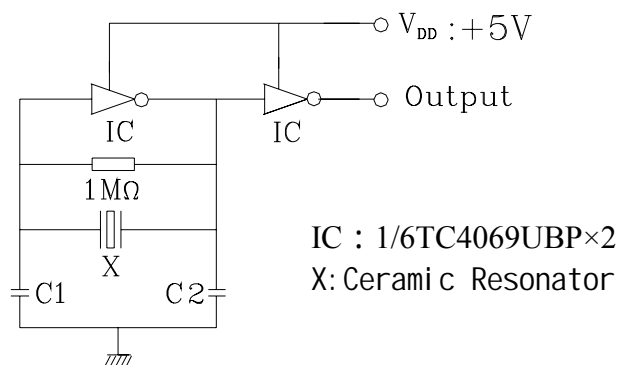 V_DD : +5V
Output
IC
IC
1MΩ
X
C1
C2
IC : 1/6TC4069UBP×2
X: Ceramic Resonator